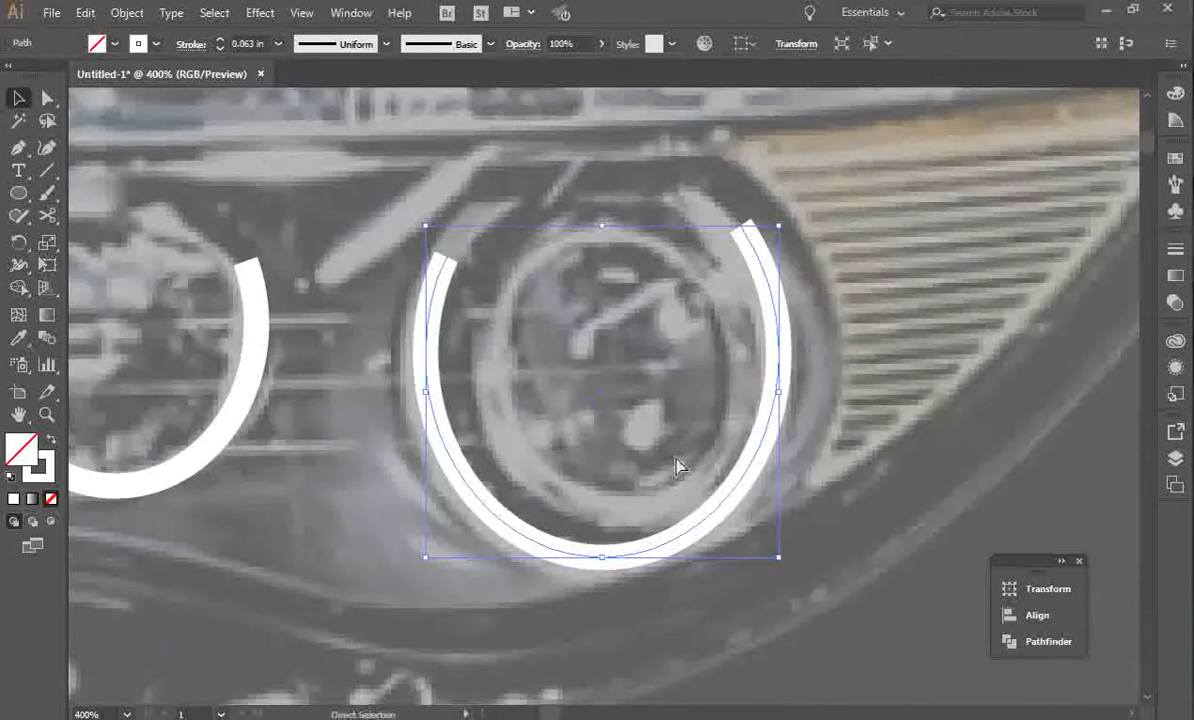 Ai File Edit Object Type Select Effect View Window Help Br St Essentials Search Adobe Stock
Path Stroke: 0.063 in Uniform Basic Opacity: 100% Style: Transform
Untitled-1* @ 400% (RGB/Preview) ×
Transform
Align
Pathfinder
400% 1 Direct Selection